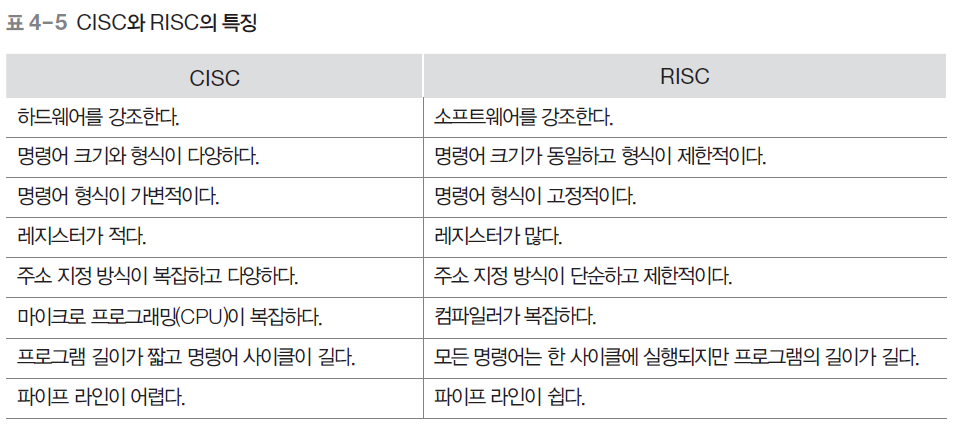 표 4-5 CISC와 RISC의 특징
CISC RISC
하드웨어를 강조한다. 소프트웨어를 강조한다.
명령어 크기와 형식이 다양하다. 명령어 크기가 동일하고 형식이 제한적이다.
명령어 형식이 가변적이다. 명령어 형식이 고정적이다.
레지스터가 적다. 레지스터가 많다.
주소 지정 방식이 복잡하고 다양하다. 주소 지정 방식이 단순하고 제한적이다.
마이크로 프로그래밍(CPU)이 복잡하다. 컴파일러가 복잡하다.
프로그램 길이가 짧고 명령어 사이클이 길다. 모든 명령어는 한 사이클에 실행되지만 프로그램의 길이가 길다.
파이프 라인이 어렵다. 파이프 라인이 쉽다.